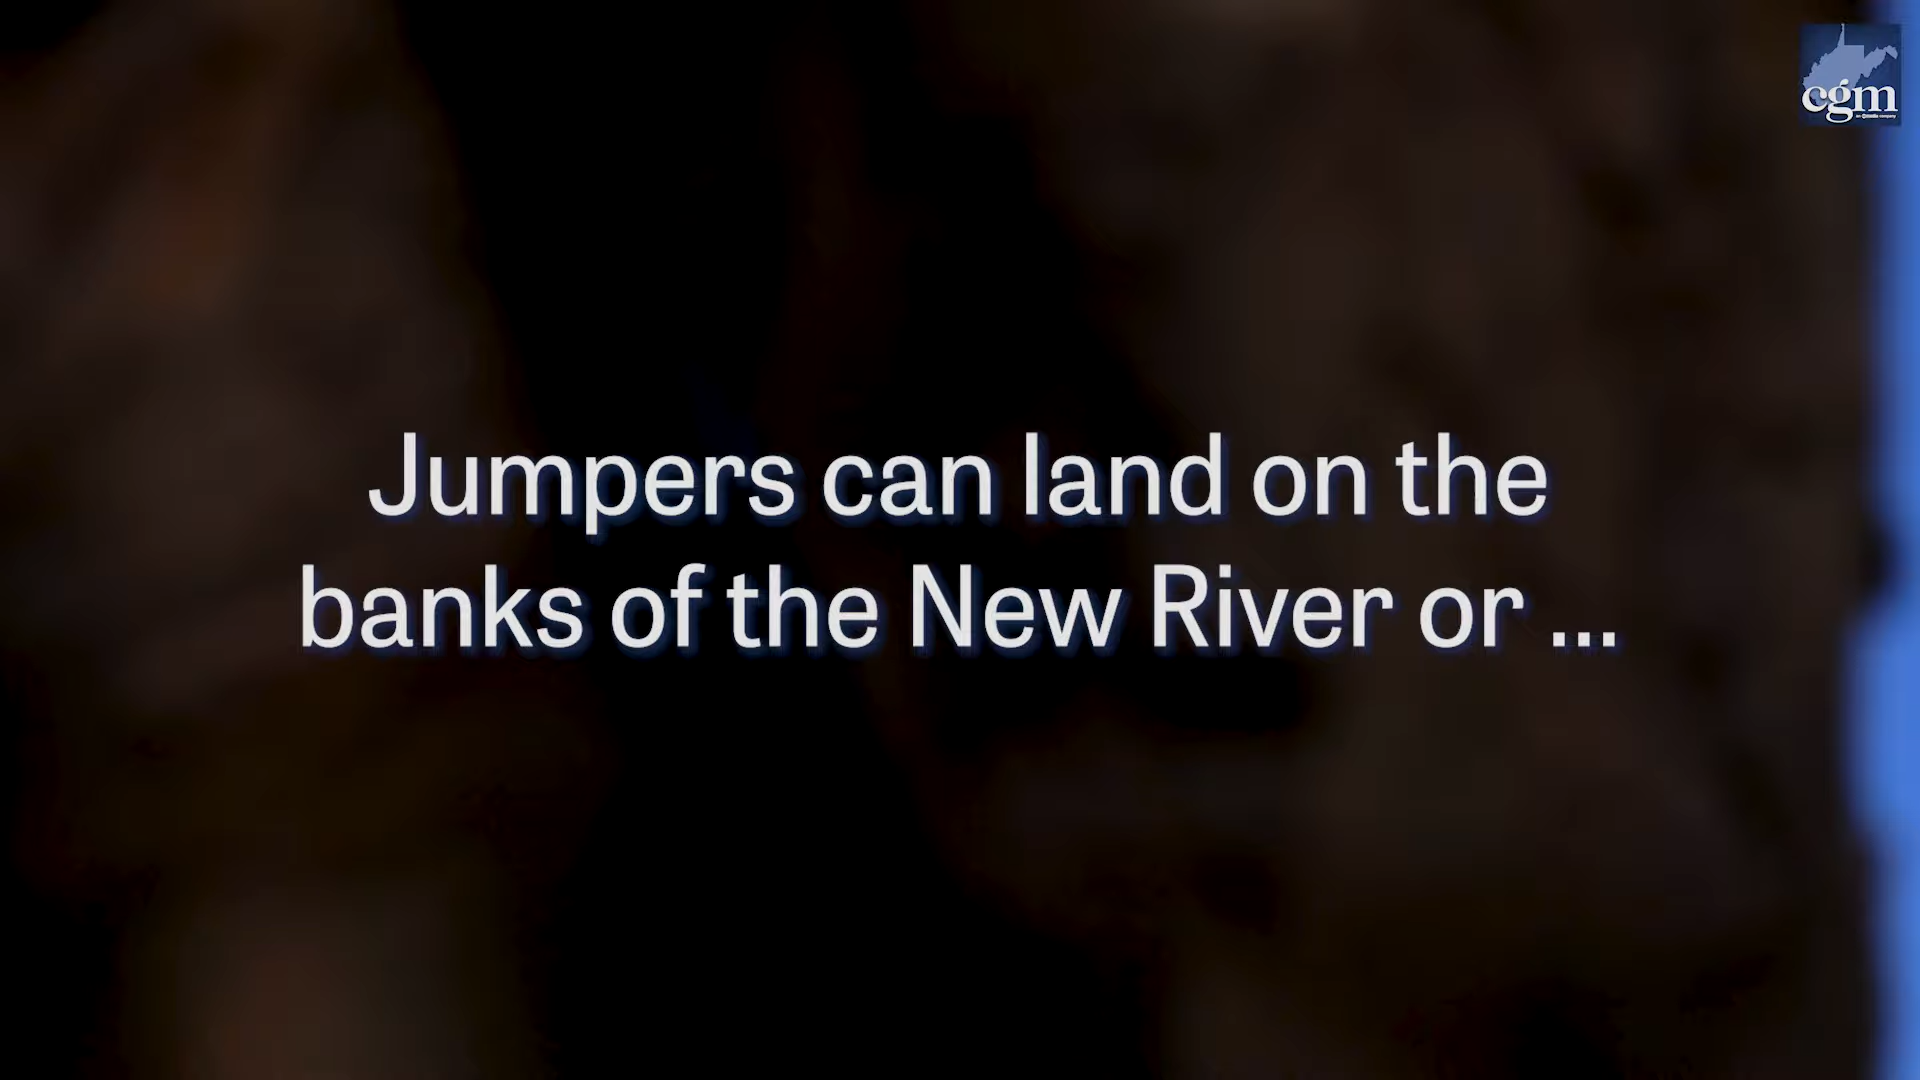 cgm
Jumpers can land on the
banks of the New River or ...